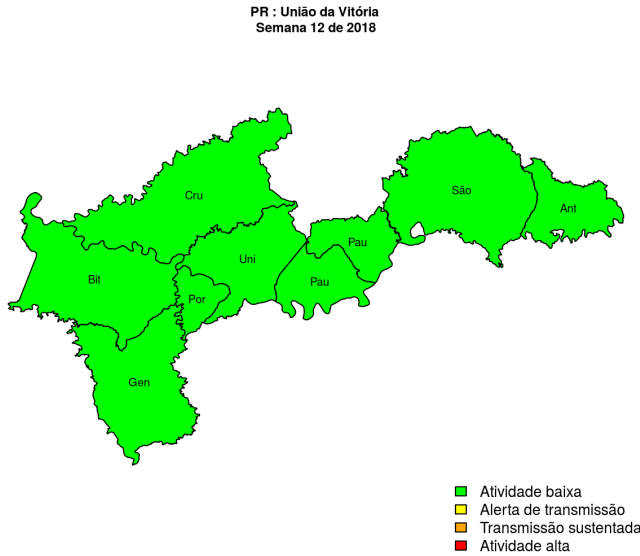 PR : União da Vitória
Semana 12 de 2018
Cru
São
Ant
Pau
Uni
Bit
Pau
Por
Gen
Atividade baixa
Alerta de transmissão
Transmissão sustentada
Atividade alta